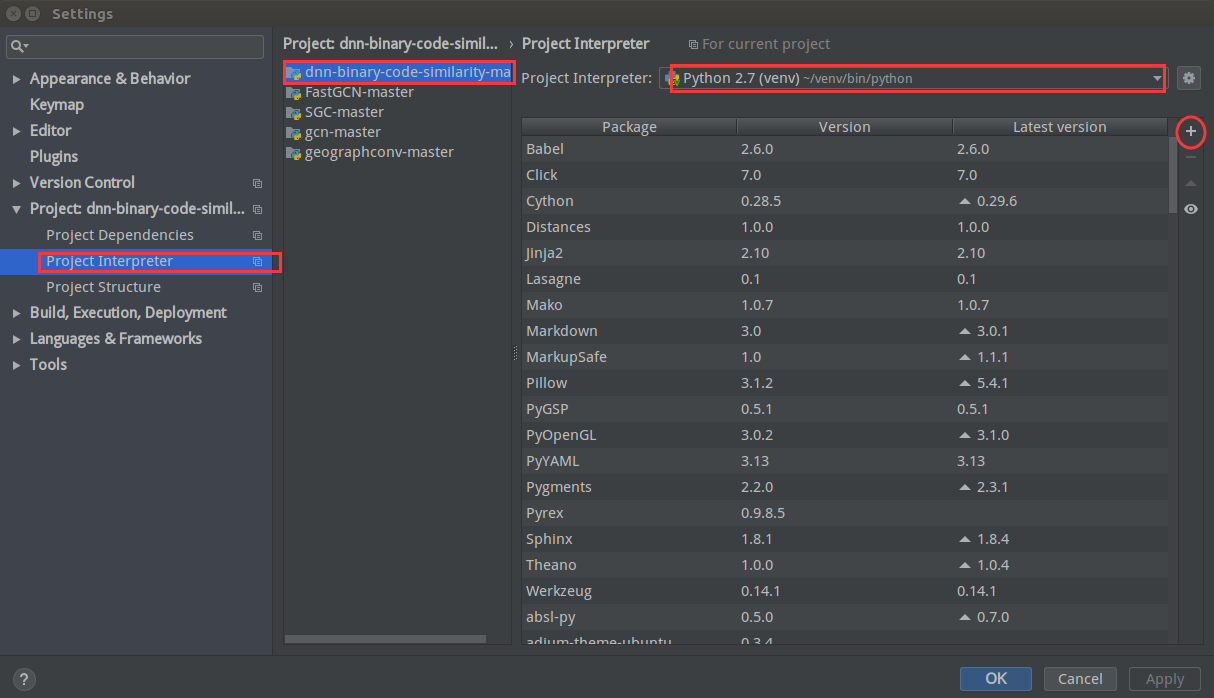 Settings
Appearance & Behavior
Keymap
Editor
Plugins
Version Control
Project: dnn-binary-code-simil...
Project Dependencies
Project Interpreter
Project Structure
Build, Execution, Deployment
Languages & Frameworks
Tools
Project: dnn-binary-code-simil... › Project Interpreter For current project
dnn-binary-code-similarity-ma
FastGCN-master
SGC-master
gcn-master
geographconv-master
Project Interpreter: Python 2.7 (venv) ~/venv/bin/python
Package Version Latest version
Babel 2.6.0 2.6.0
Click 7.0 7.0
Cython 0.28.5 0.29.6
Distances 1.0.0 1.0.0
Jinja2 2.10 2.10
Lasagne 0.1 0.1
Mako 1.0.7 1.0.7
Markdown 3.0 3.0.1
MarkupSafe 1.0 1.1.1
Pillow 3.1.2 5.4.1
PyGSP 0.5.1 0.5.1
PyOpenGL 3.0.2 3.1.0
PyYAML 3.13 3.13
Pygments 2.2.0 2.3.1
Pyrex 0.9.8.5
Sphinx 1.8.1 1.8.4
Theano 1.0.0 1.0.4
Werkzeug 0.14.1 0.14.1
absl-py 0.5.0 0.7.0
adium-theme-ubuntu 0.3.4
? OK Cancel Apply